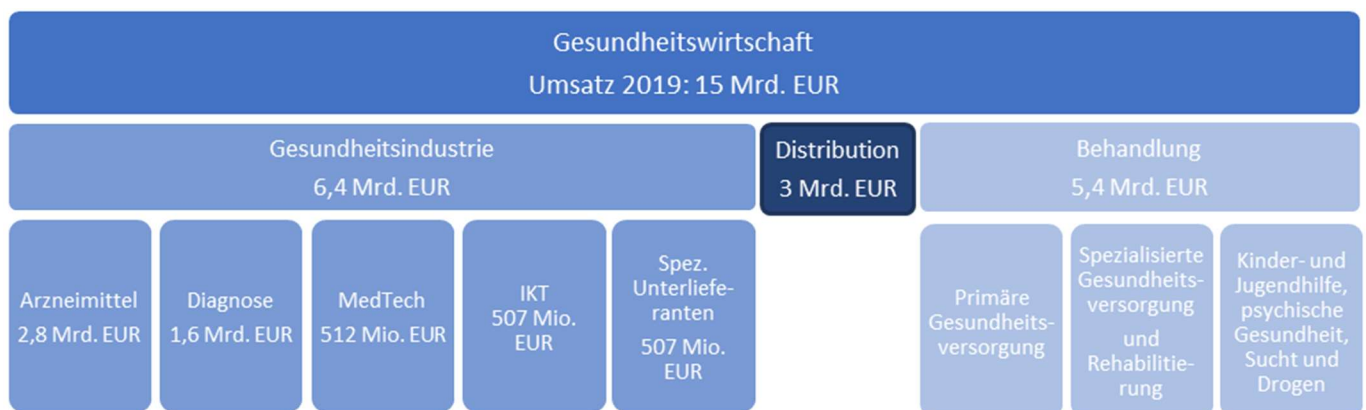 Gesundheitswirtschaft
Umsatz 2019: 15 Mrd. EUR
Gesundheitsindustrie
6,4 Mrd. EUR
Distribution
3 Mrd. EUR
Behandlung
5,4 Mrd. EUR
Arzneimittel
2,8 Mrd. EUR
Diagnose
1,6 Mrd. EUR
MedTech
512 Mio. EUR
IKT
507 Mio.
EUR
Spez.
Unterliefe-
ranten
507 Mio.
EUR
Primäre
Gesundheits-
versorgung
Spezialisierte
Gesundheits-
versorgung
und
Rehabilitie-
rung
Kinder- und
Jugendhilfe,
psychische
Gesundheit,
Sucht und
Drogen